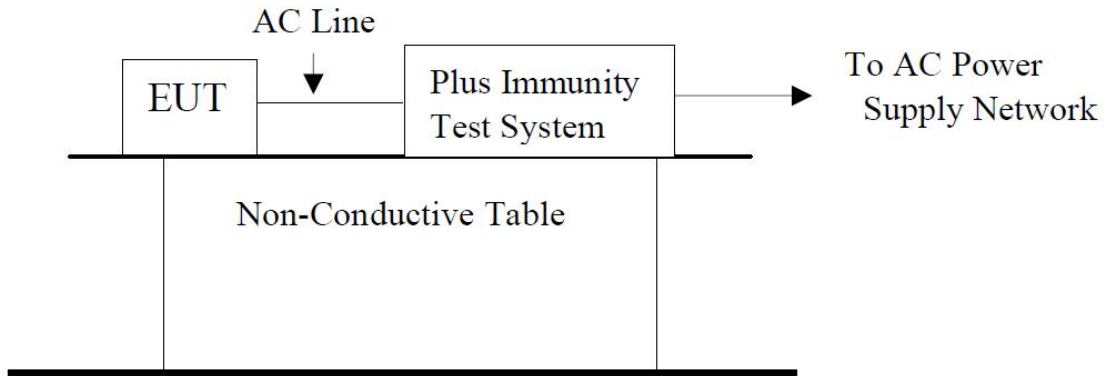 AC Line
EUT
Plus Immunity
Test System
To AC Power
Supply Network
Non-Conductive Table